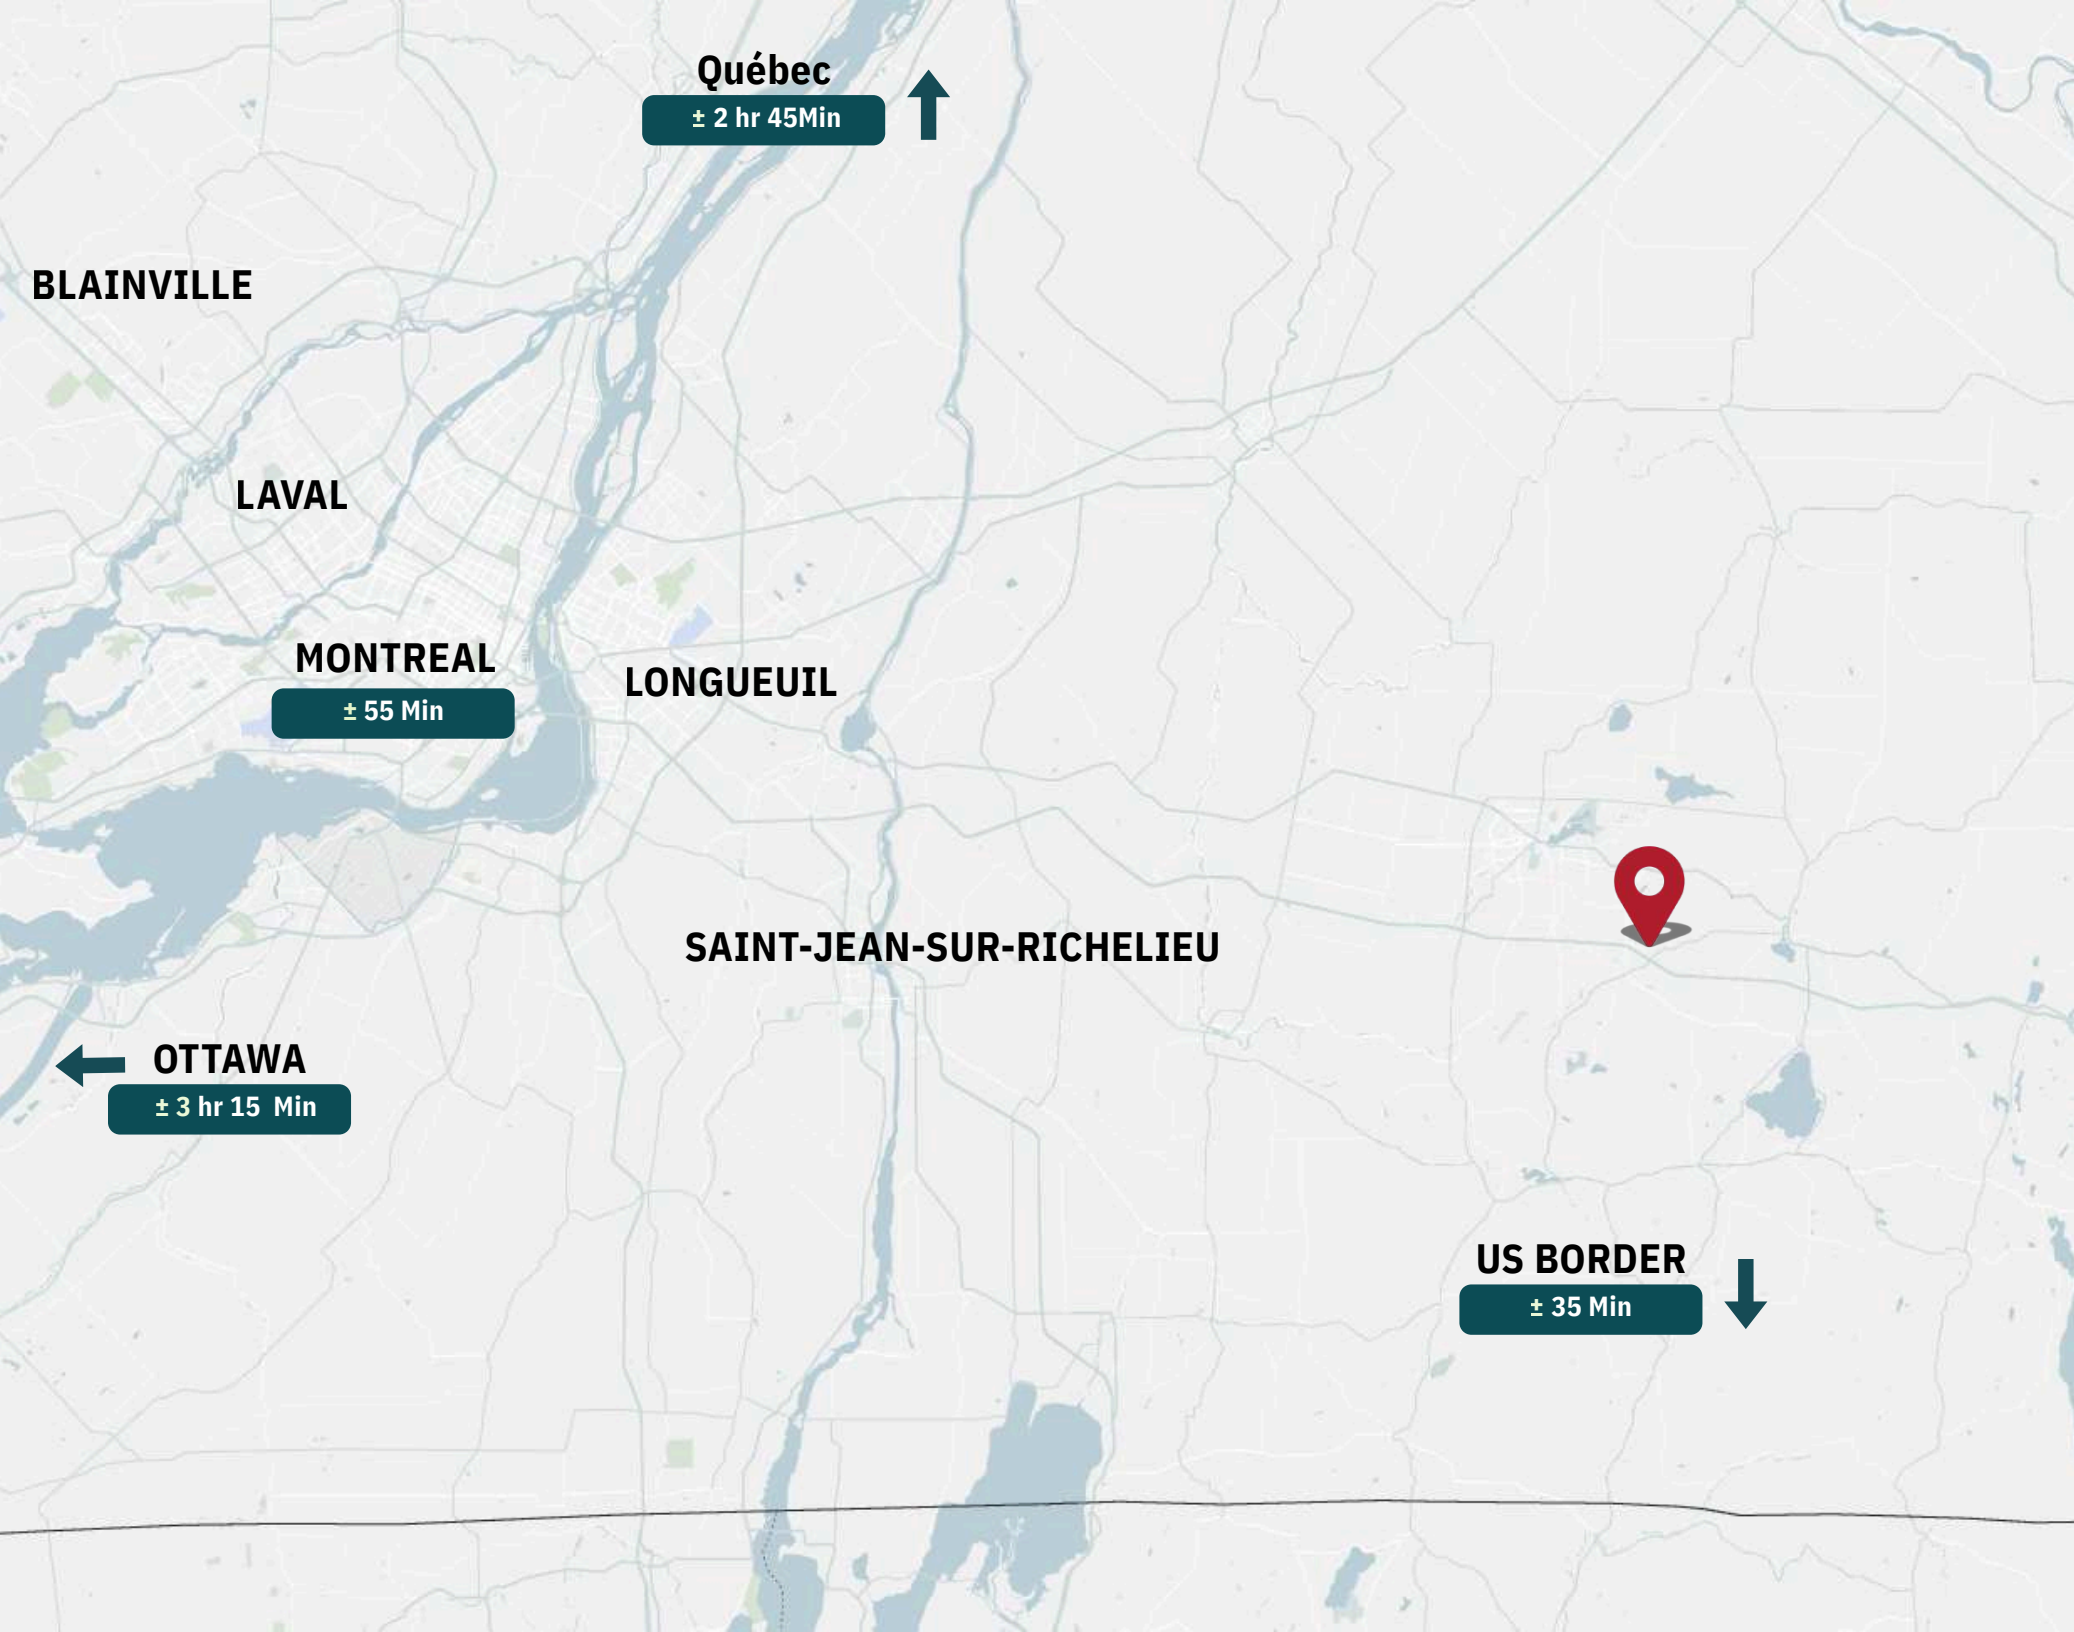 Québec
± 2 hr 45Min
BLAINVILLE
LAVAL
MONTREAL
± 55 Min
LONGUEUIL
SAINT-JEAN-SUR-RICHELIEU
OTTAWA
± 3 hr 15 Min
US BORDER
± 35 Min